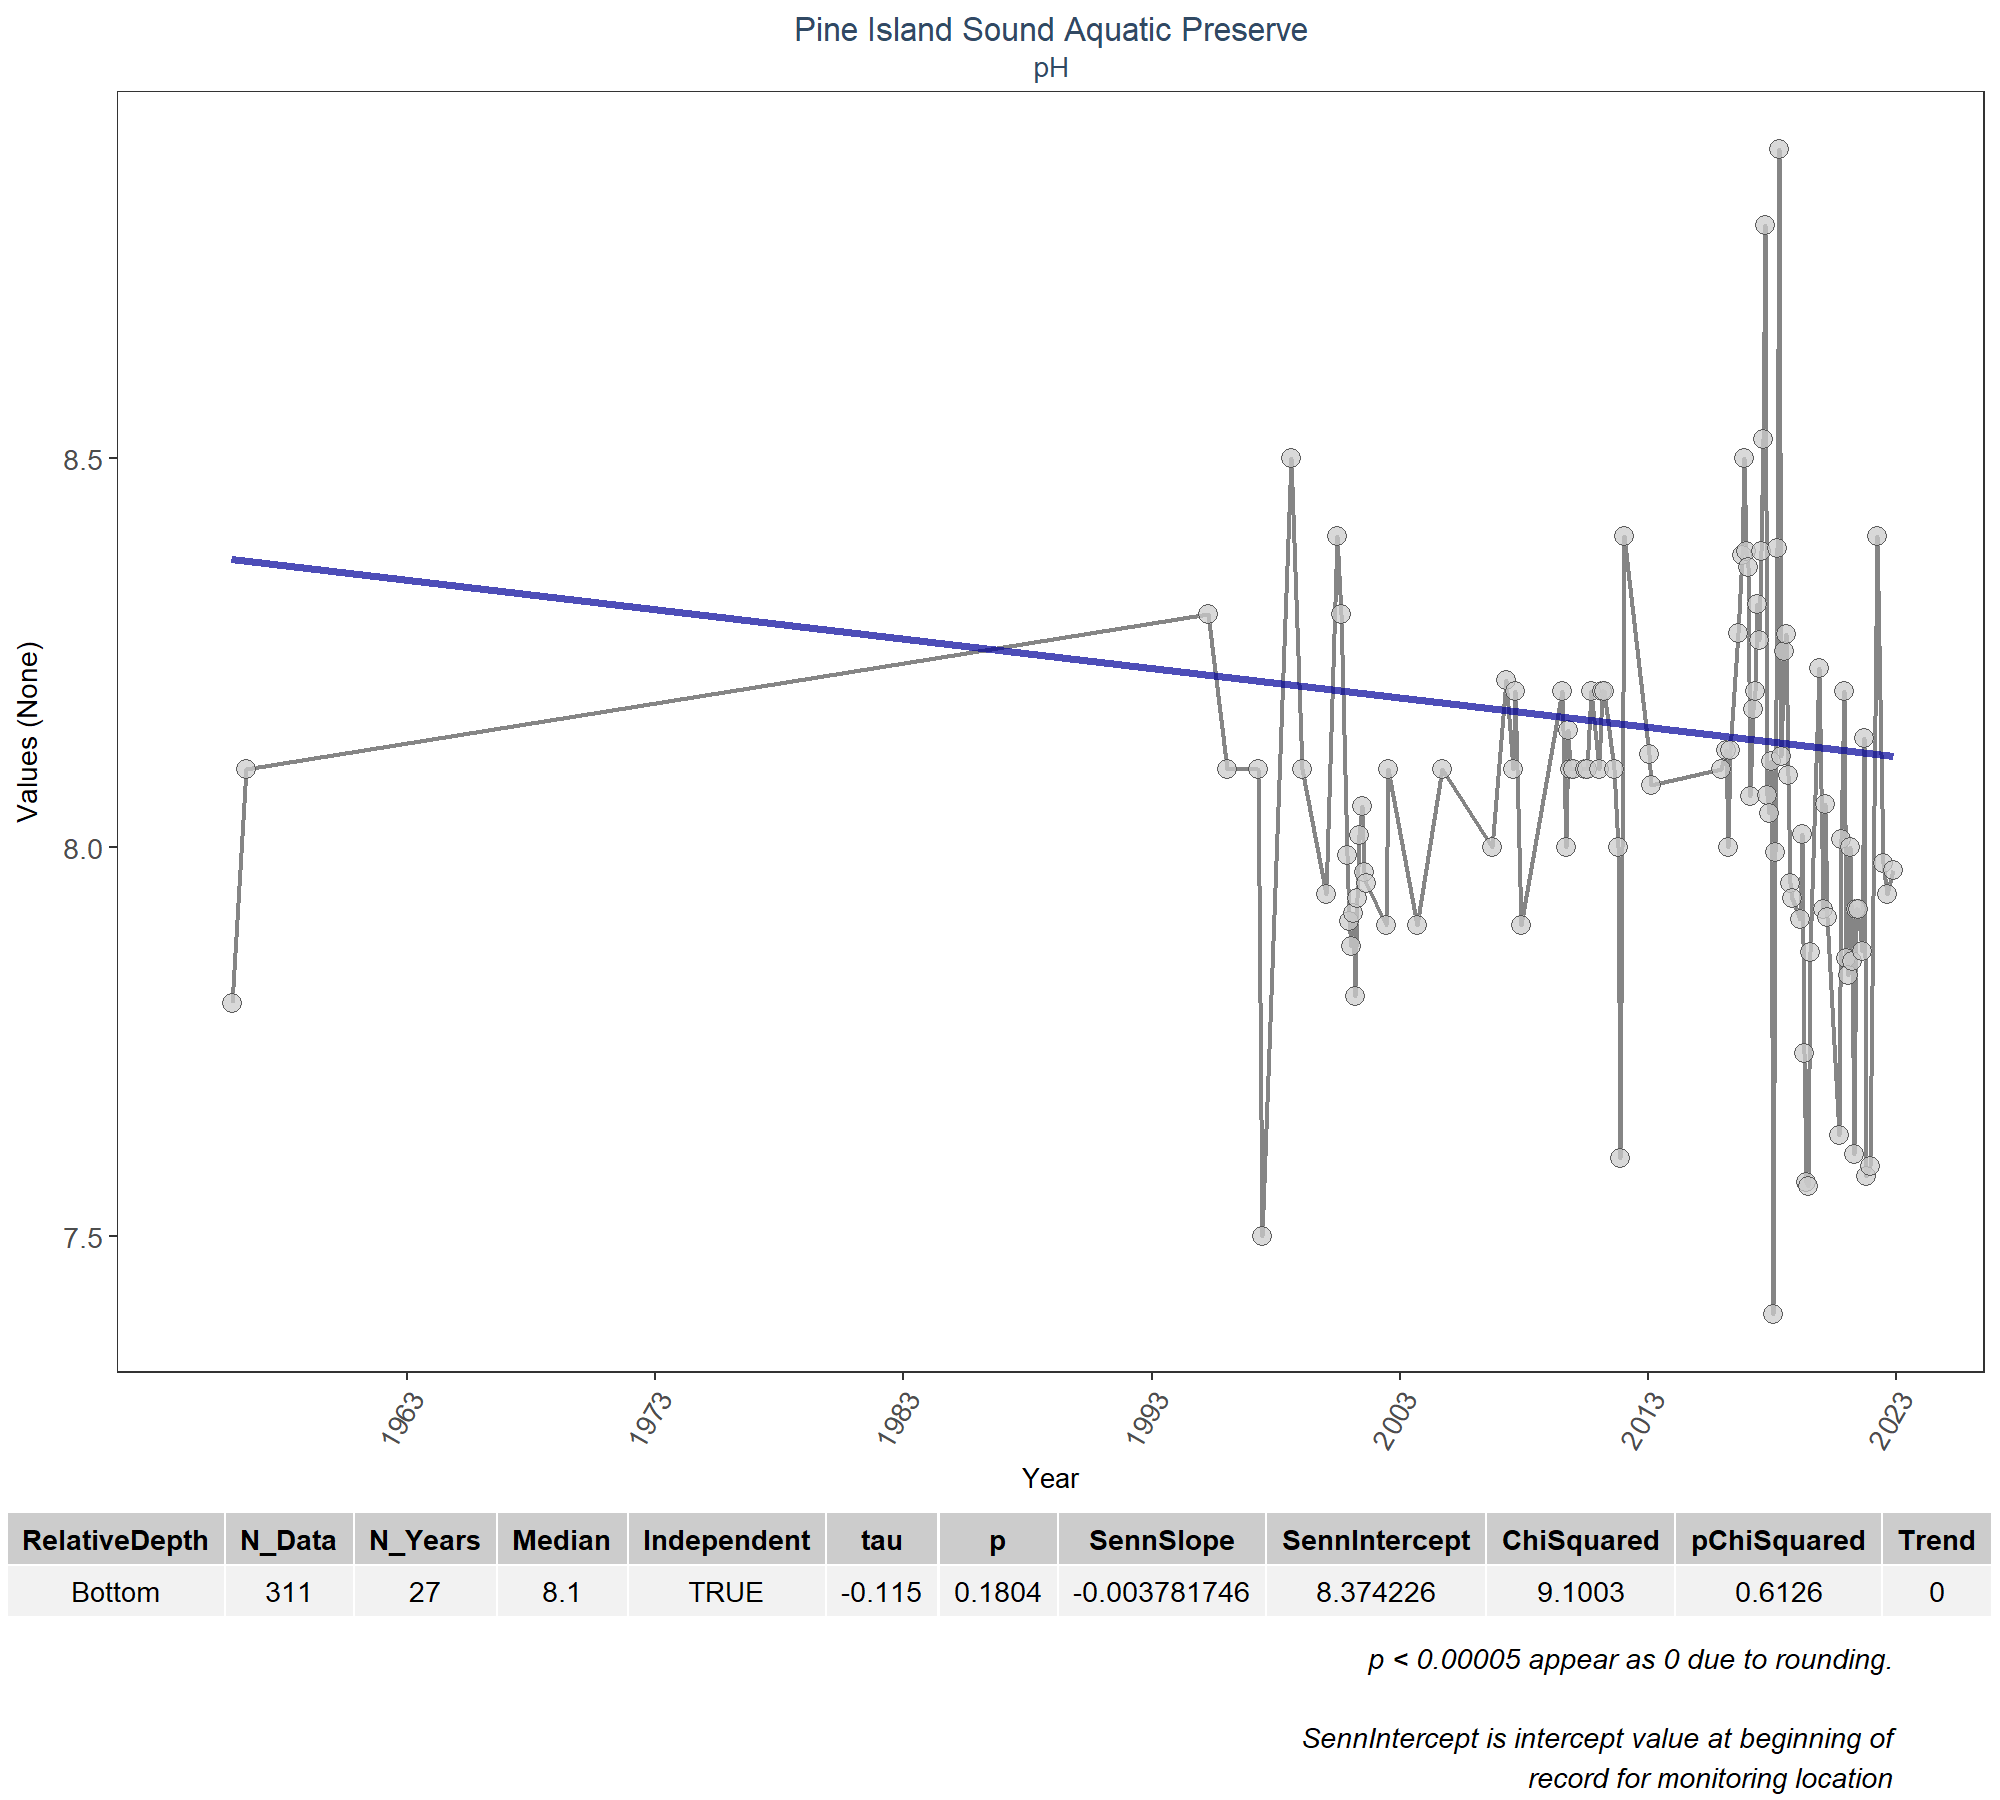 Pine Island Sound Aquatic Preserve
pH
Values (None)
8.5
8.0
7.5
1963 1973 1983 1993 2003 2013 2023
Year
RelativeDepth N_Data N_Years Median Independent tau p SennSlope SennIntercept ChiSquared pChiSquared Trend
Bottom 311 27 8.1 TRUE -0.115 0.1804 -0.003781746 8.374226 9.1003 0.6126 0
p < 0.00005 appear as 0 due to rounding.
SennIntercept is intercept value at beginning of
record for monitoring location